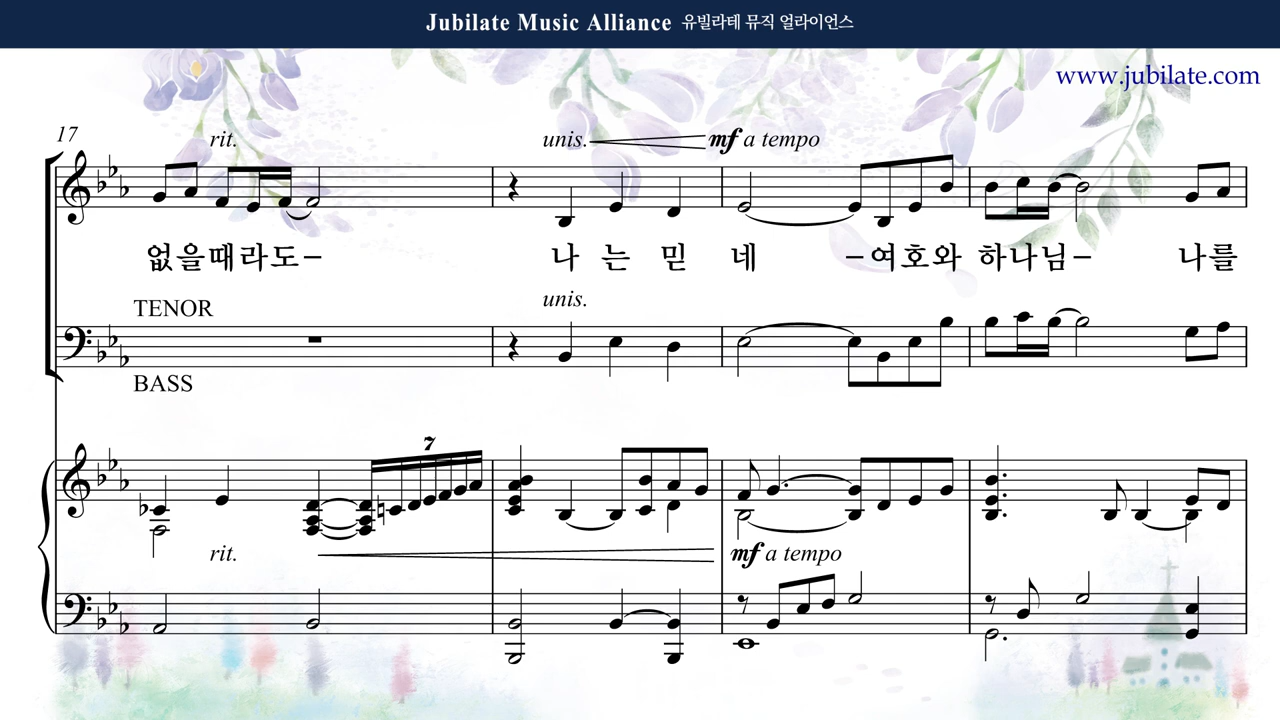 Jubilate Music Alliance 유빌라테 뮤직 얼라이언스
www.jubilate.com
17 rit. unis. mf a tempo
없을때라도– 나 는 믿 네 –여호와 하나님– 나를
TENOR unis.
BASS
7
rit. mf a tempo